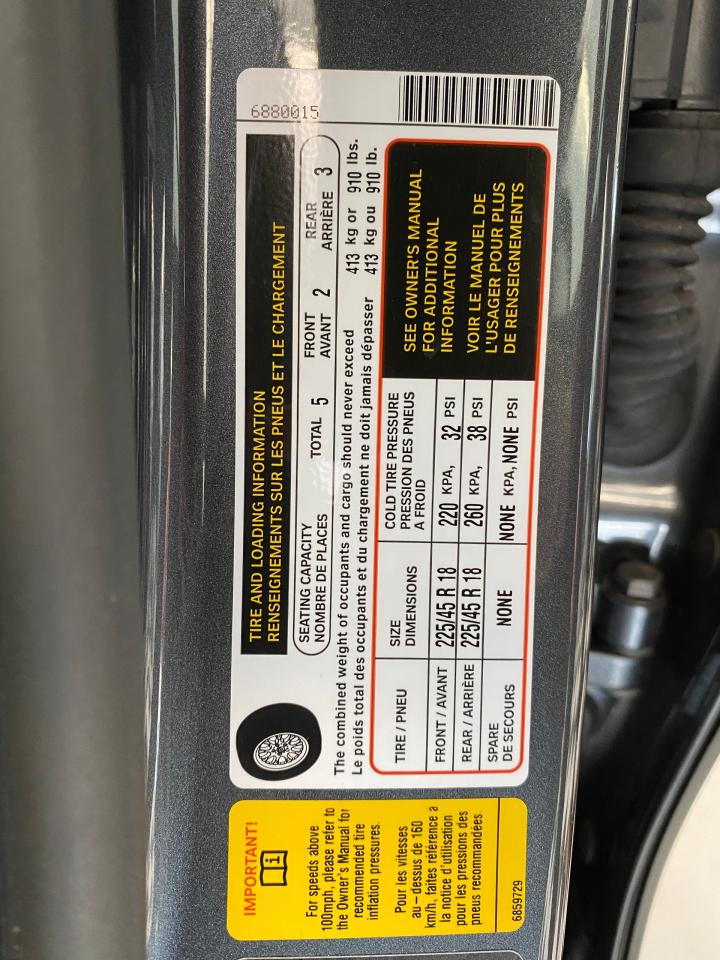 6880015
TIRE AND LOADING INFORMATION
RENSEIGNEMENTS SUR LES PNEUS ET LE CHARGEMENT
SEATING CAPACITY
NOMBRE DE PLACES
TOTAL 5
FRONT
AVANT 2
REAR
ARRIÈRE 3
The combined weight of occupants and cargo should never exceed 413 kg or 910 lbs.
Le poids total des occupants et du chargement ne doit jamais dépasser 413 kg ou 910 lb.
TIRE / PNEU
SIZE
DIMENSIONS
COLD TIRE PRESSURE
PRESSION DES PNEUS
A FROID
FRONT / AVANT 225/45 R 18 220 KPA, 32 PSI
REAR / ARRIÈRE 225/45 R 18 260 KPA, 38 PSI
SPARE
DE SECOURS NONE NONE KPA, NONE PSI
SEE OWNER'S MANUAL
FOR ADDITIONAL
INFORMATION
VOIR LE MANUEL DE
L'USAGER POUR PLUS
DE RENSEIGNEMENTS
IMPORTANT!
i
For speeds above
100mph, please refer to
the Owner's Manual for
recommended tire
inflation pressures.
Pour les vitesses
au-dessus de 160
km/h, faites référence a
la notice d'utilisation
pour les pressions des
pneus recommandées.
6859729